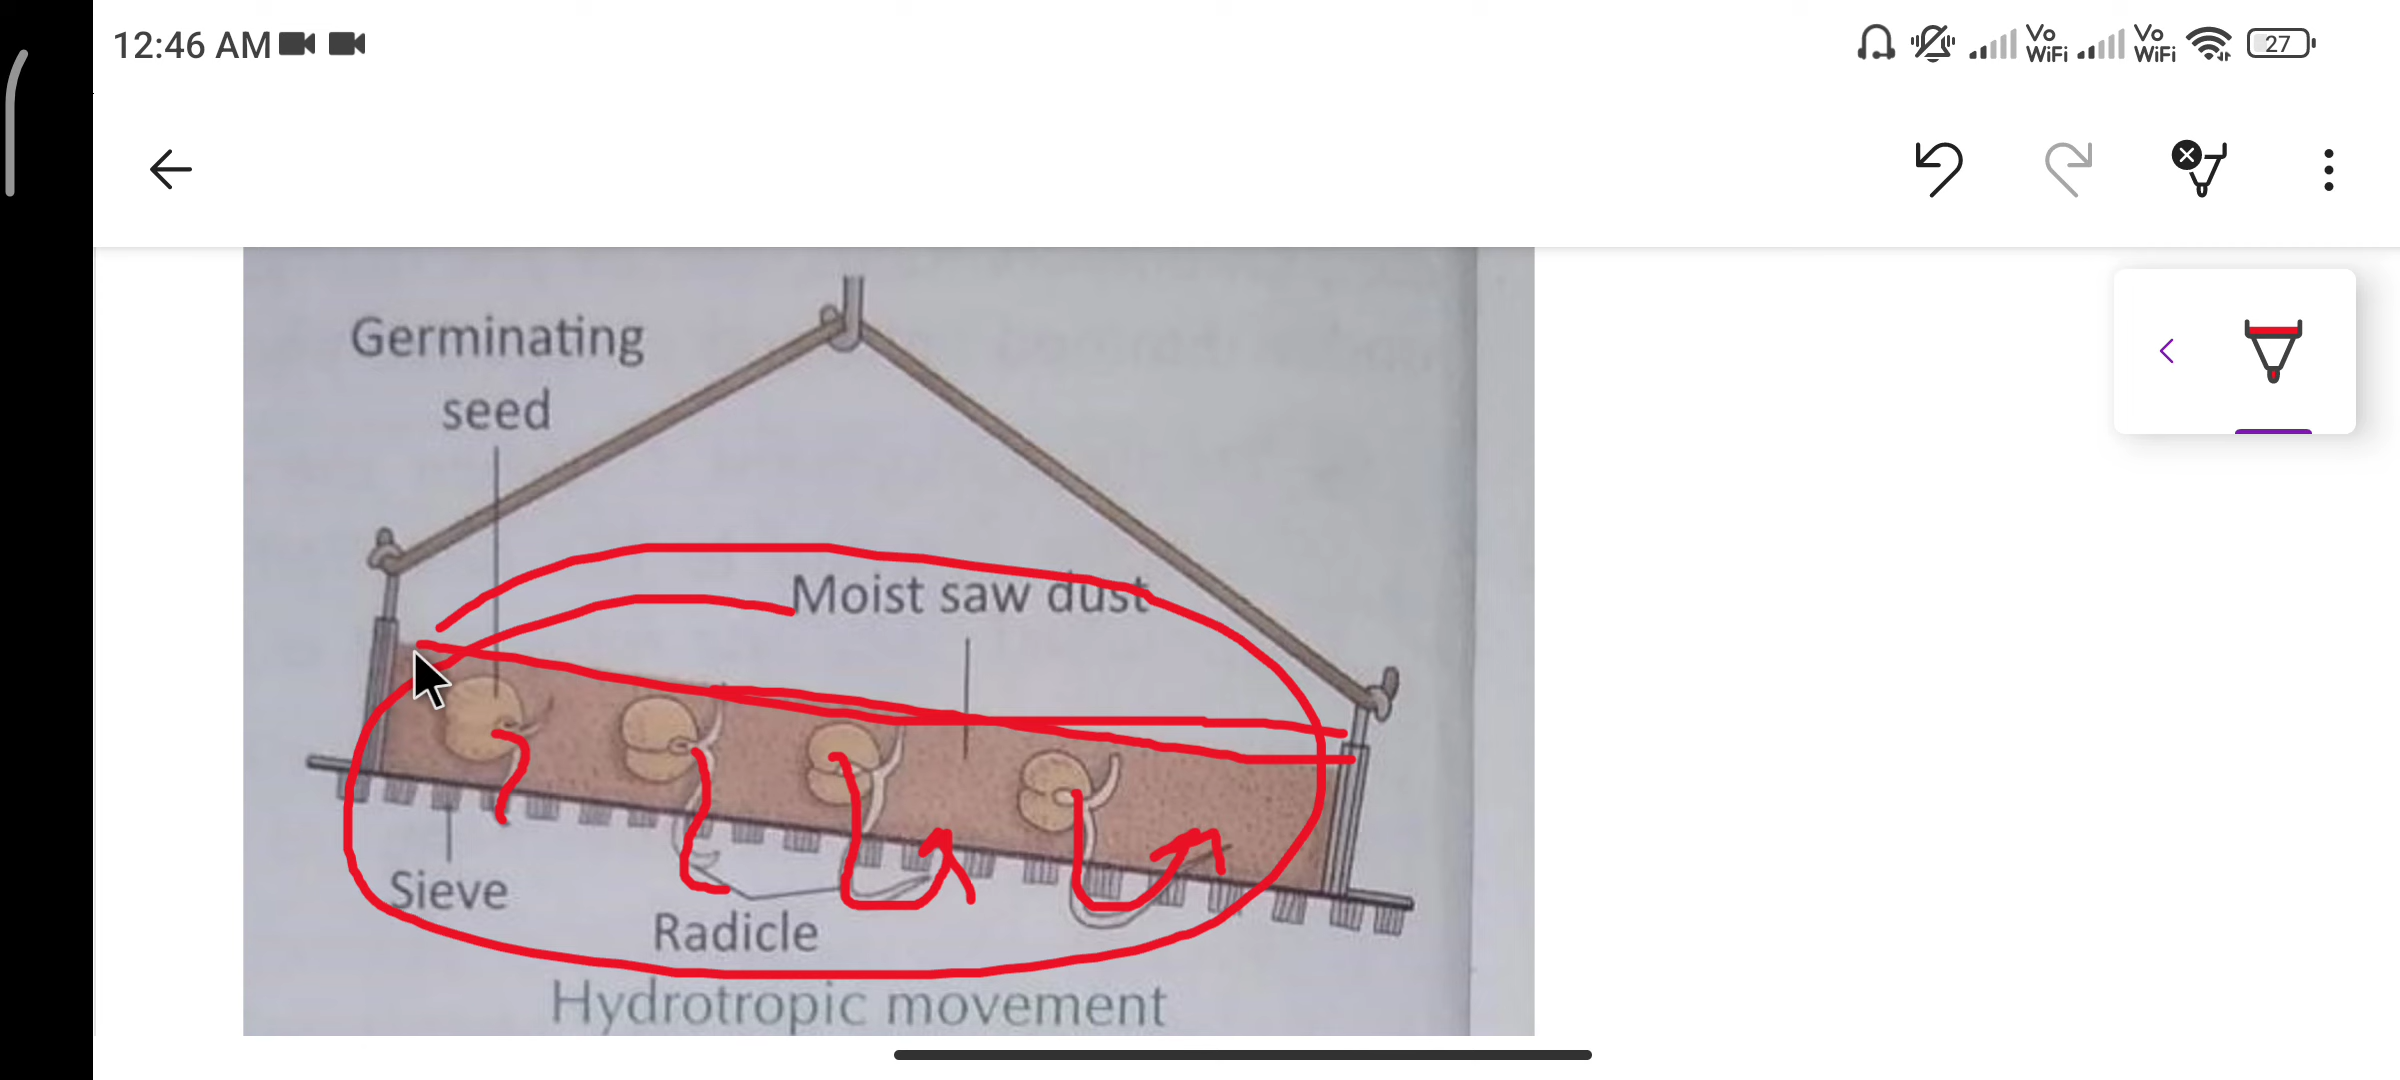 12:46 AM
Vo
WiFi
Vo
WiFi
27
Germinating
seed
Moist saw dust
Sieve
Radicle
Hydrotropic movement